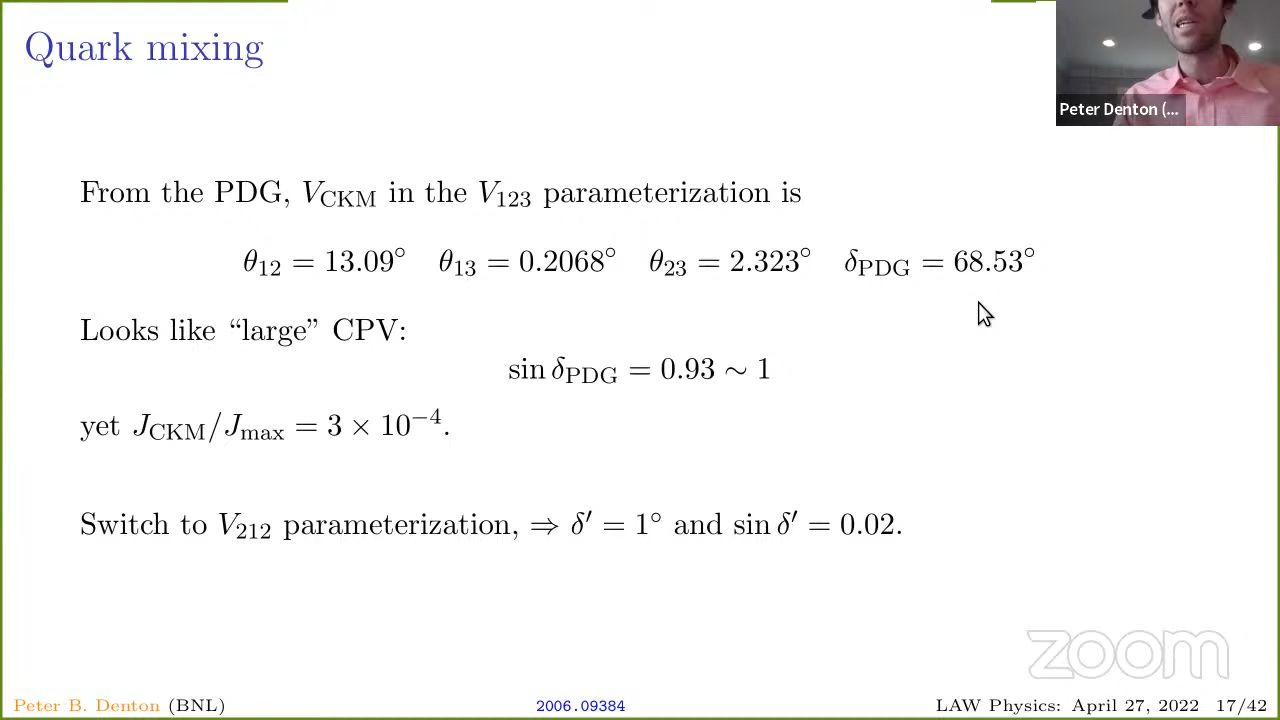 Quark mixing
Peter Denton (...
From the PDG, V_CKM in the V_123 parameterization is
θ_12 = 13.09° θ_13 = 0.2068° θ_23 = 2.323° δ_PDG = 68.53°
Looks like “large” CPV:
sin δ_PDG = 0.93 ∼ 1
yet J_CKM/J_max = 3 × 10^−4.
Switch to V_212 parameterization, ⇒ δ′ = 1° and sin δ′ = 0.02.
zoom
Peter B. Denton (BNL) 2006.09384 LAW Physics: April 27, 2022 17/42